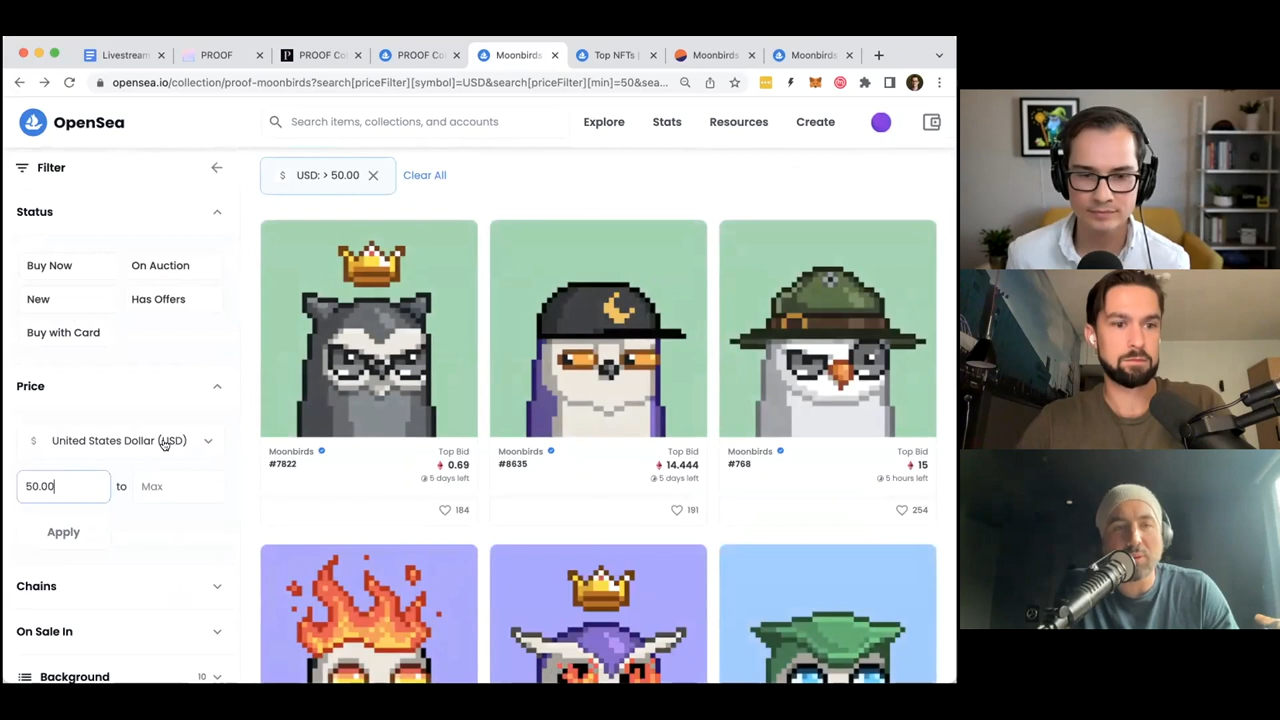 Livestream
PROOF
PROOF Co
PROOF Co
Moonbirds
Top NFTs |
Moonbirds
Moonbirds
opensea.io/collection/proof-moonbirds?search[priceFilter][symbol]=USD&search[priceFilter][min]=50&sea...
OpenSea
Search items, collections, and accounts
Explore
Stats
Resources
Create
Filter
USD: > 50.00
Clear All
Status
Buy Now
On Auction
New
Has Offers
Buy with Card
Price
$ United States Dollar (USD)
50.00 to Max
Apply
Chains
On Sale In
Background 10
Moonbirds Top Bid
#7822 0.69
5 days left
184
Moonbirds Top Bid
#8635 14.444
5 days left
191
Moonbirds Top Bid
#768 15
5 hours left
254